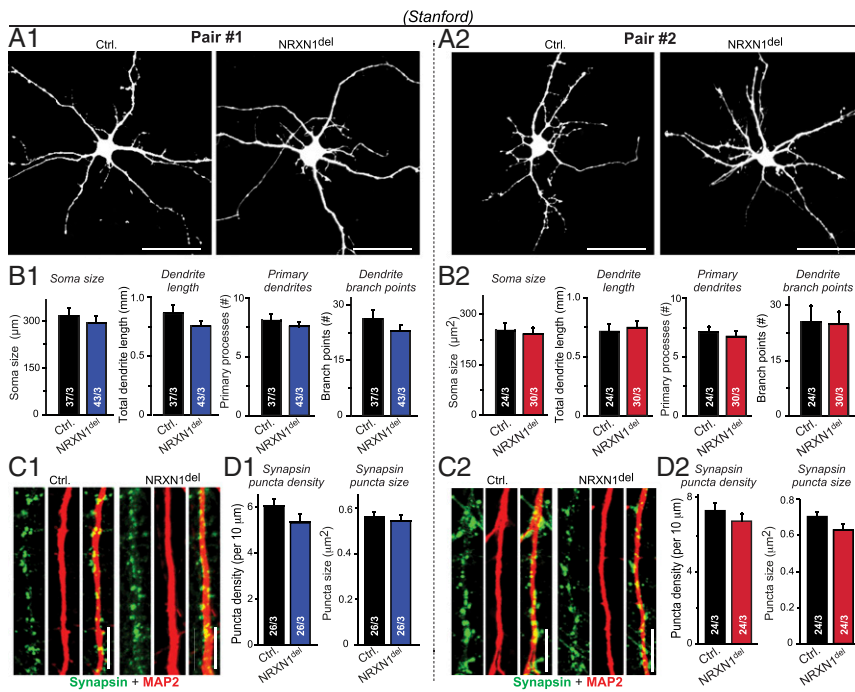 (Stanford)
A1
Pair #1
Ctrl.
NRXN1del
A2
Pair #2
Ctrl.
NRXN1del
B1
Soma size
Soma size (μm)
300
150
0
37/3
43/3
Ctrl.
NRXN1del
Dendrite
length
Total dendrite length (mm)
1.0
0.5
0
37/3
43/3
Ctrl.
NRXN1del
Primary
dendrites
Primary processes (#)
10
5
0
37/3
43/3
Ctrl.
NRXN1del
Dendrite
branch points
Branch points (#)
30
15
0
37/3
43/3
Ctrl.
NRXN1del
B2
Soma size
Soma size (μm2)
300
150
0
24/3
30/3
Ctrl.
NRXN1del
Dendrite
length
Total dendrite length (mm)
1.0
0.5
0
24/3
30/3
Ctrl.
NRXN1del
Primary
dendrites
Primary processes (#)
10
5
0
24/3
30/3
Ctrl.
NRXN1del
Dendrite
branch points
Branch points (#)
30
15
0
24/3
30/3
Ctrl.
NRXN1del
C1
Ctrl.
NRXN1del
Synapsin + MAP2
D1
Synapsin
puncta density
Puncta density (per 10 μm)
6
4
2
0
26/3
26/3
Ctrl.
NRXN1del
Synapsin
puncta size
Puncta size (μm2)
0.6
0.4
0.2
0
26/3
26/3
Ctrl.
NRXN1del
C2
Ctrl.
NRXN1del
Synapsin + MAP2
D2
Synapsin
puncta density
Puncta density (per 10 μm)
8
4
0
24/3
24/3
Ctrl.
NRXN1del
Synapsin
puncta size
Puncta size (μm2)
0.8
0.6
0.4
0.2
0
24/3
24/3
Ctrl.
NRXN1del